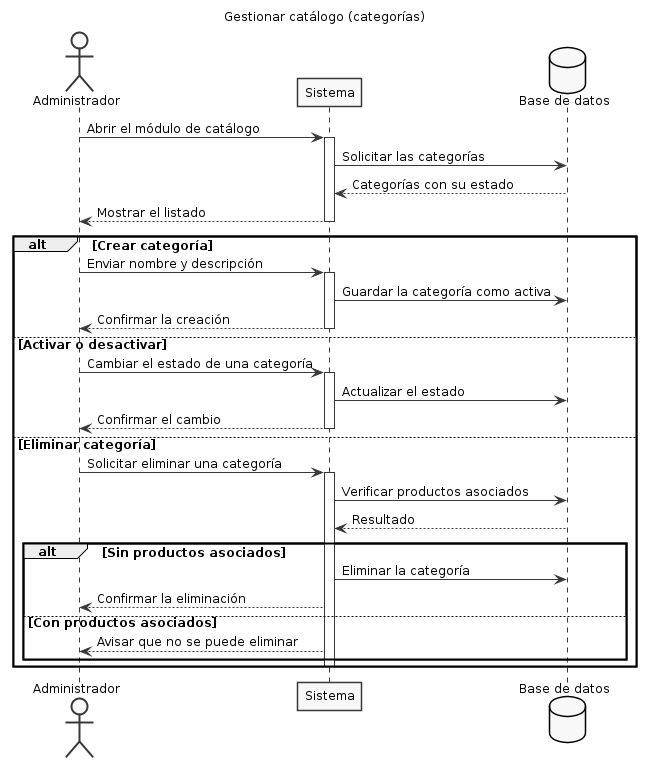 Gestionar catálogo (categorías)
Administrador
Sistema
Base de datos
Abrir el módulo de catálogo
Solicitar las categorías
Categorías con su estado
Mostrar el listado
alt [Crear categoría]
Enviar nombre y descripción
Guardar la categoría como activa
Confirmar la creación
[Activar o desactivar]
Cambiar el estado de una categoría
Actualizar el estado
Confirmar el cambio
[Eliminar categoría]
Solicitar eliminar una categoría
Verificar productos asociados
Resultado
alt [Sin productos asociados]
Eliminar la categoría
Confirmar la eliminación
[Con productos asociados]
Avisar que no se puede eliminar
Administrador
Sistema
Base de datos